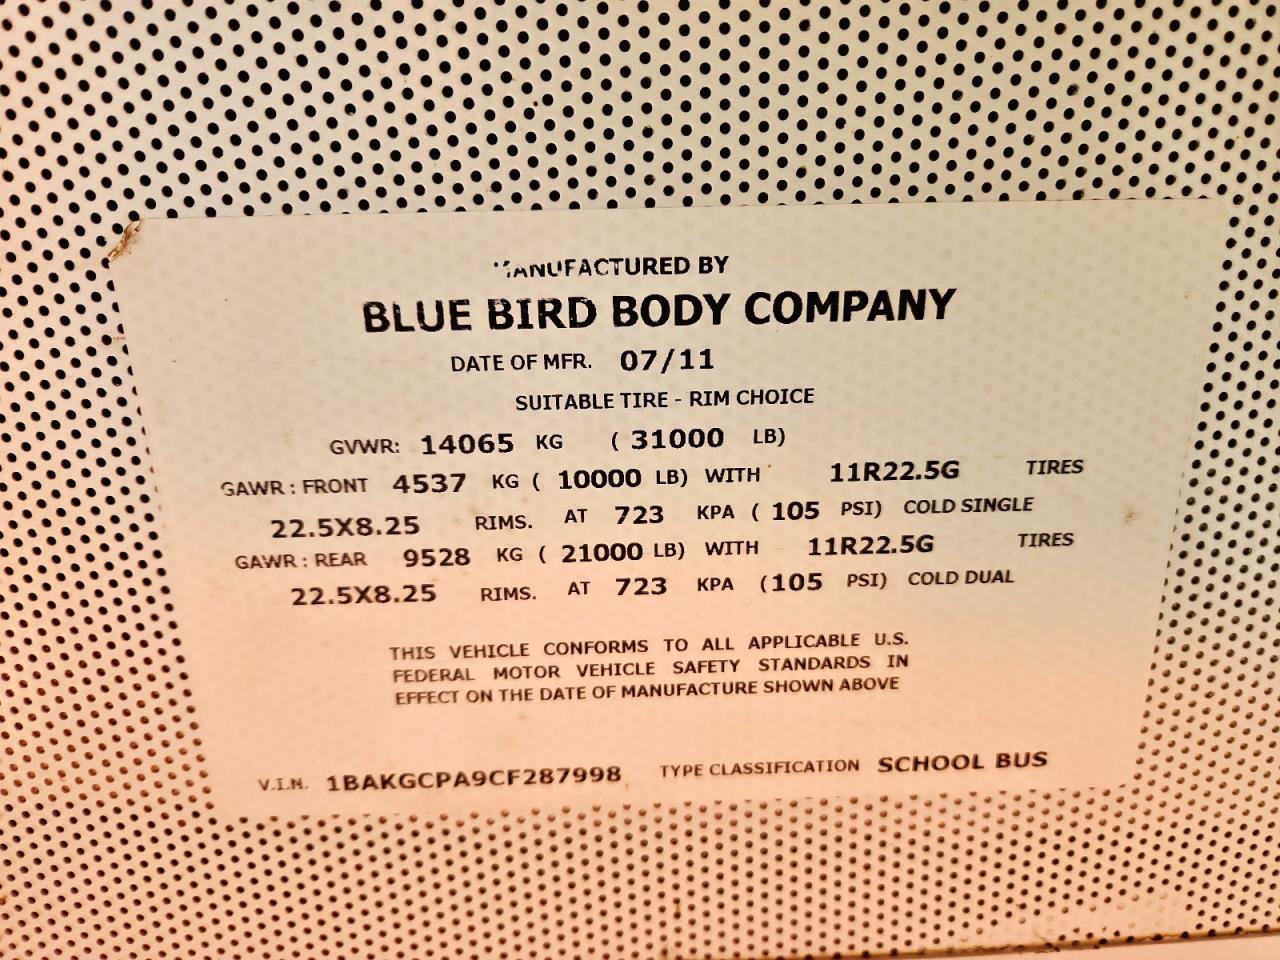 MANUFACTURED BY
BLUE BIRD BODY COMPANY
DATE OF MFR. 07/11
SUITABLE TIRE - RIM CHOICE
GVWR: 14065 KG ( 31000 LB)
GAWR : FRONT 4537 KG ( 10000 LB) WITH 11R22.5G TIRES
22.5X8.25 RIMS. AT 723 KPA ( 105 PSI) COLD SINGLE
GAWR : REAR 9528 KG ( 21000 LB) WITH 11R22.5G TIRES
22.5X8.25 RIMS. AT 723 KPA (105 PSI) COLD DUAL
THIS VEHICLE CONFORMS TO ALL APPLICABLE U.S.
FEDERAL MOTOR VEHICLE SAFETY STANDARDS IN
EFFECT ON THE DATE OF MANUFACTURE SHOWN ABOVE
V.I.N. 1BAKGCPA9CF287998 TYPE CLASSIFICATION SCHOOL BUS